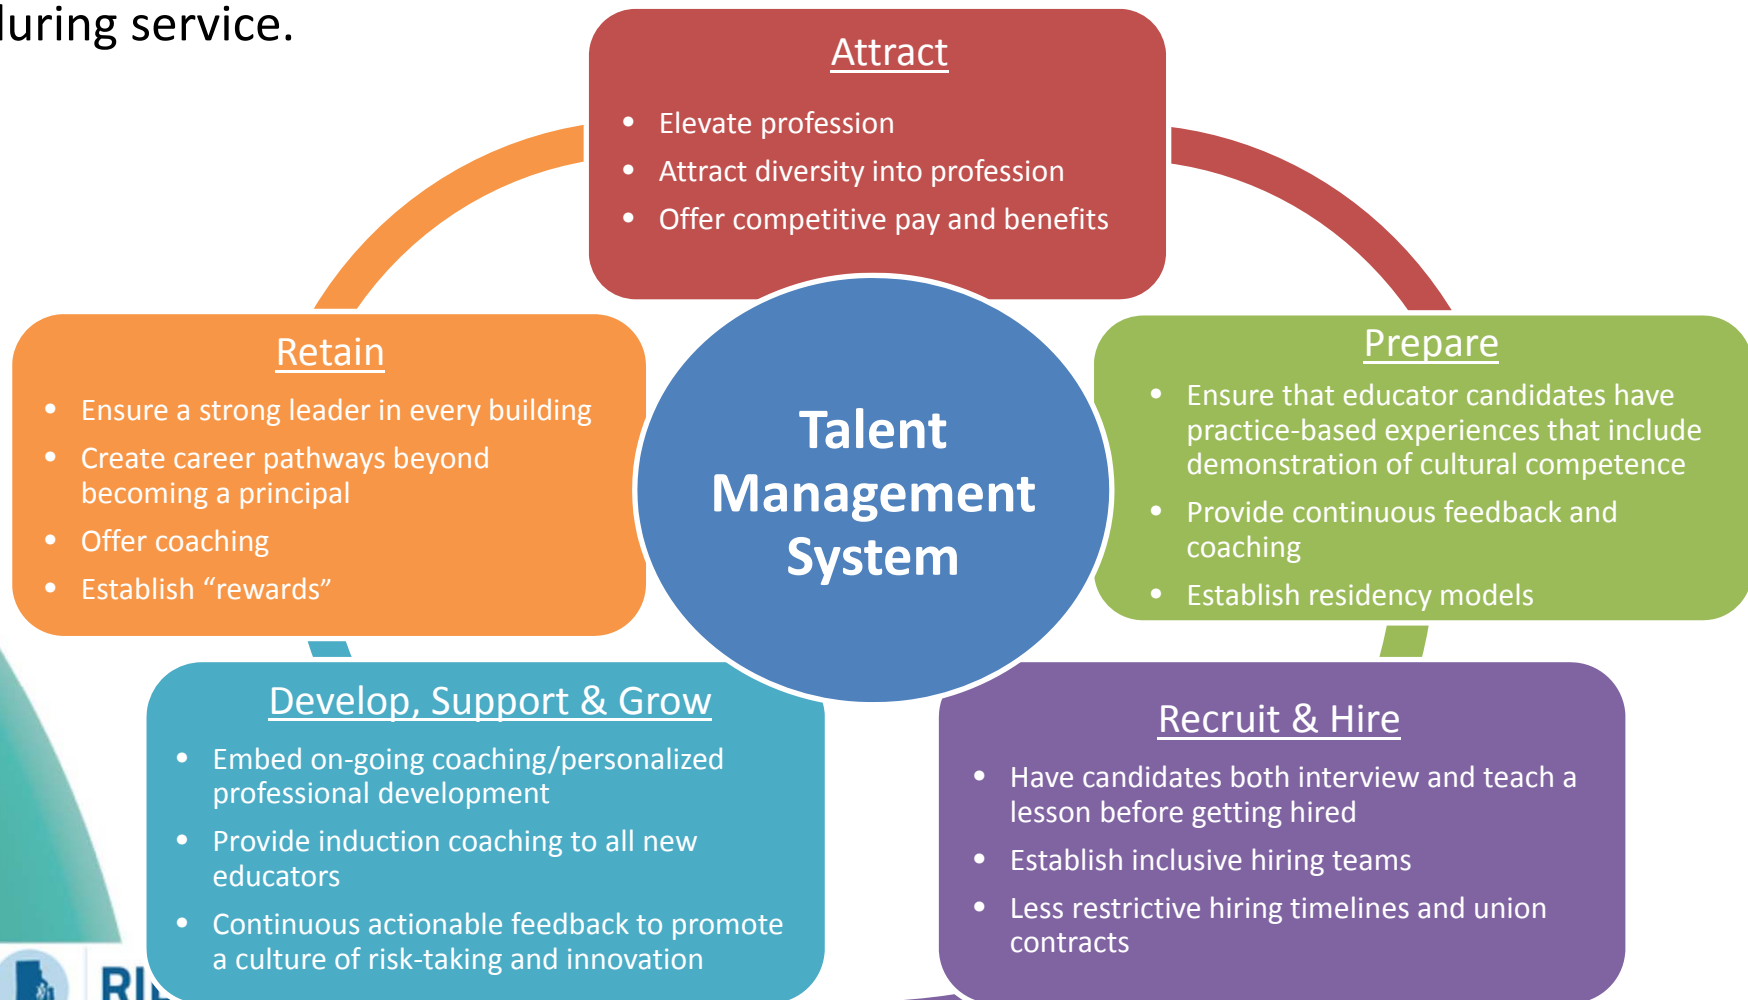 during service.
Attract
• Elevate profession
• Attract diversity into profession
• Offer competitive pay and benefits
Retain
• Ensure a strong leader in every building
• Create career pathways beyond
becoming a principal
• Offer coaching
• Establish “rewards”
Talent
Management
System
Prepare
• Ensure that educator candidates have
practice-based experiences that include
demonstration of cultural competence
• Provide continuous feedback and
coaching
• Establish residency models
Develop, Support & Grow
• Embed on-going coaching/personalized
professional development
• Provide induction coaching to all new
educators
• Continuous actionable feedback to promote
a culture of risk-taking and innovation
Recruit & Hire
• Have candidates both interview and teach a
lesson before getting hired
• Establish inclusive hiring teams
• Less restrictive hiring timelines and union
contracts